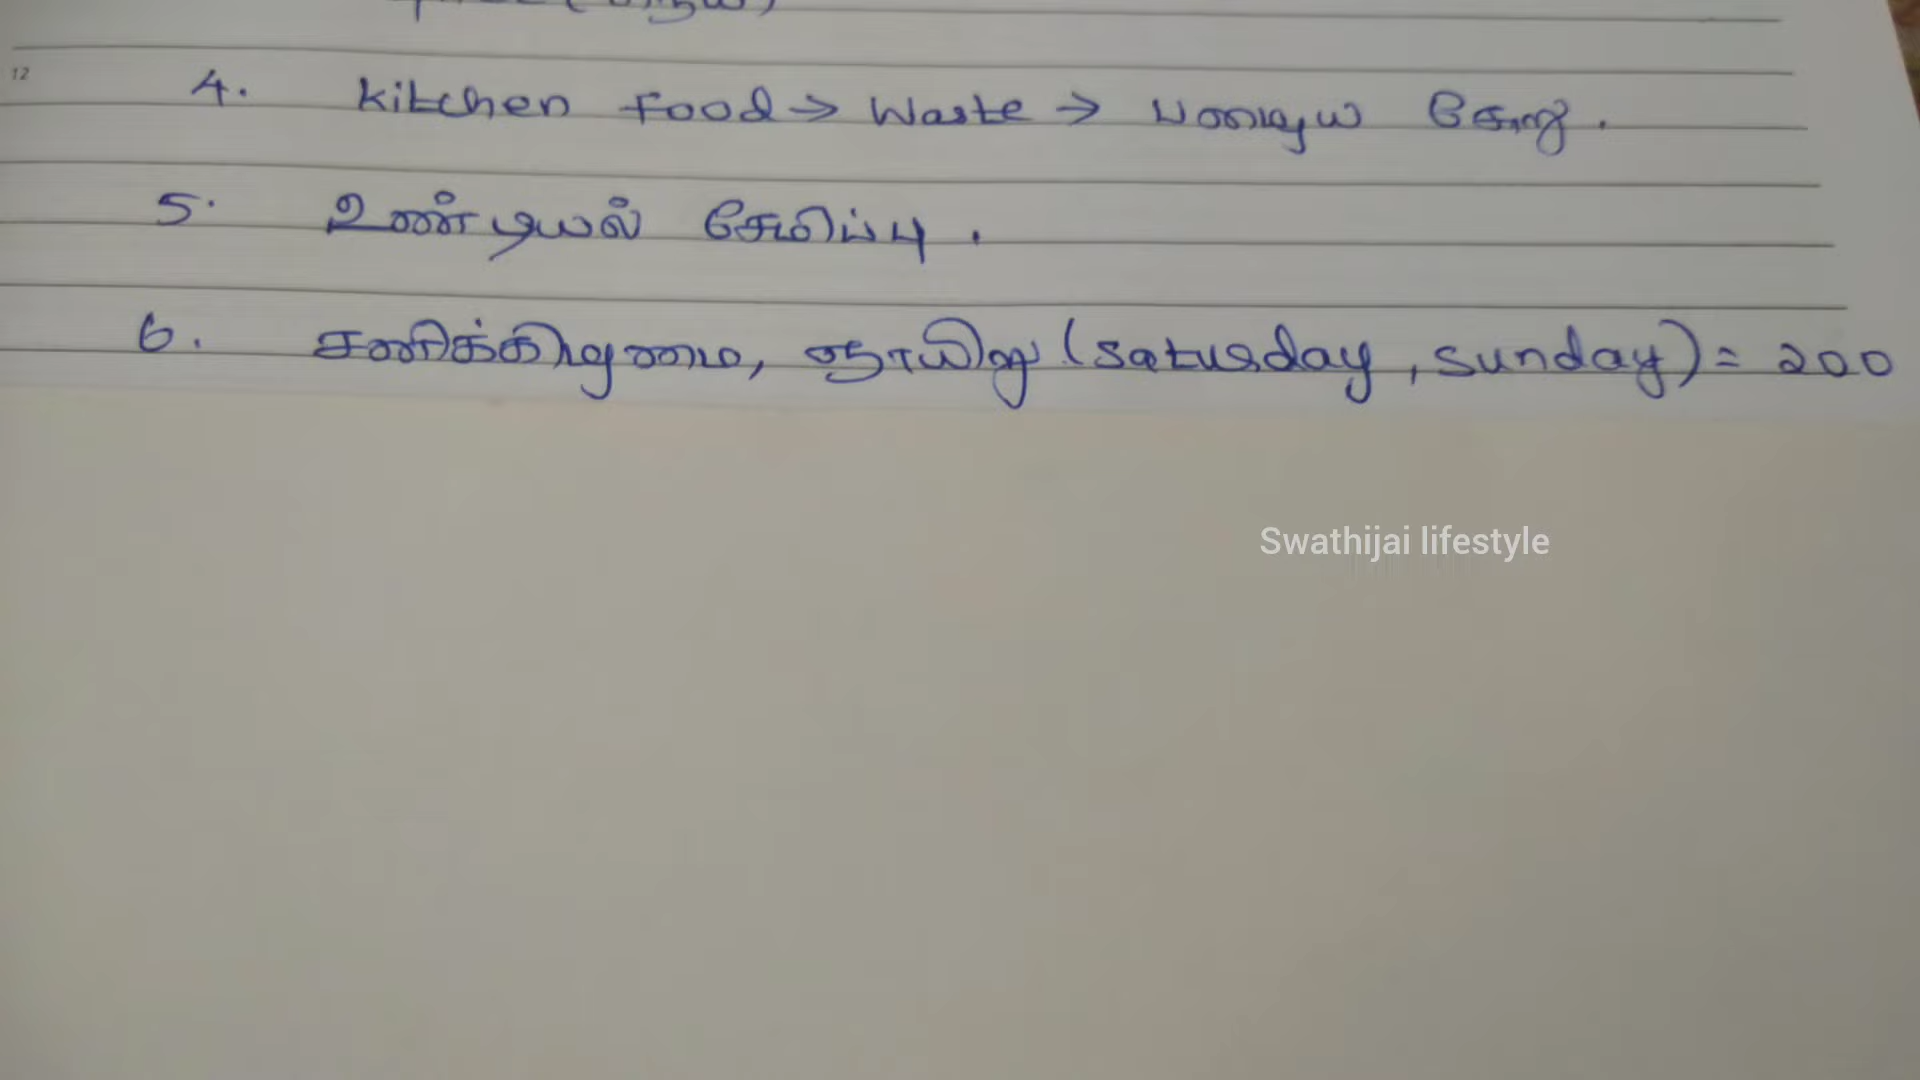 12
4. Kitchen Food → Waste → பழைய சோறு.
5. உண்டியல் சேமிப்பு.
6. சனிக்கிழமை, ஞாயிறு (Saturday, Sunday) = 200
Swathijai lifestyle